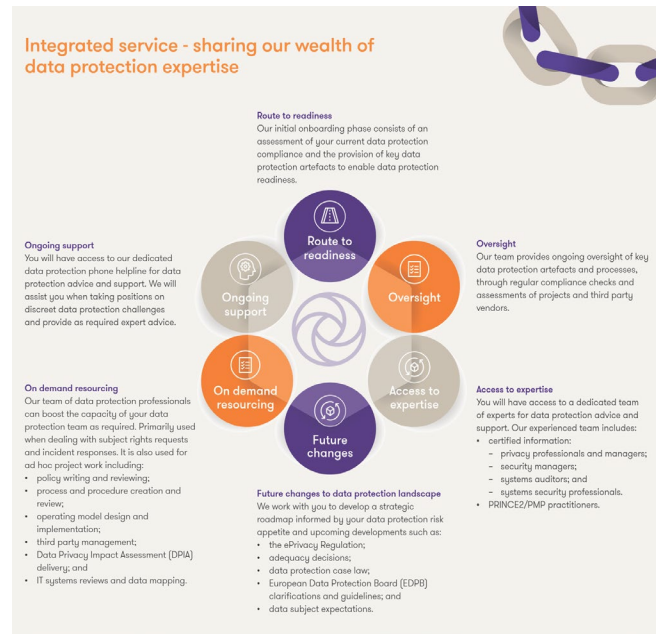 Integrated service - sharing our wealth of
data protection expertise
Route to readiness
Our initial onboarding phase consists of an
assessment of your current data protection
compliance and the provision of key data
protection artefacts to enable data protection
readiness.
Ongoing support
You will have access to our dedicated
data protection phone helpline for data
protection advice and support. We will
assist you when taking positions on
discreet data protection challenges
and provide as required expert advice.
Route to
readiness
Ongoing
support
Oversight
On demand
resourcing
Access to
expertise
Future
changes
Oversight
Our team provides ongoing oversight of key
data protection artefacts and processes,
through regular compliance checks and
assessments of projects and third party
vendors.
On demand resourcing
Our team of data protection professionals
can boost the capacity of your data
protection team as required. Primarily used
when dealing with subject rights requests
and incident responses. It is also used for
ad hoc project work including:
• policy writing and reviewing;
• process and procedure creation and
review;
• operating model design and
implementation;
• third party management;
• Data Privacy Impact Assessment (DPIA)
delivery; and
• IT systems reviews and data mapping.
Access to expertise
You will have access to a dedicated team
of experts for data protection advice and
support. Our experienced team includes:
• certified information:
– privacy professionals and managers;
– security managers;
– systems auditors; and
– systems security professionals.
• PRINCE2/PMP practitioners.
Future changes to data protection landscape
We work with you to develop a strategic
roadmap informed by your data protection risk
appetite and upcoming developments such as:
• the ePrivacy Regulation;
• adequacy decisions;
• data protection case law;
• European Data Protection Board (EDPB)
clarifications and guidelines; and
• data subject expectations.